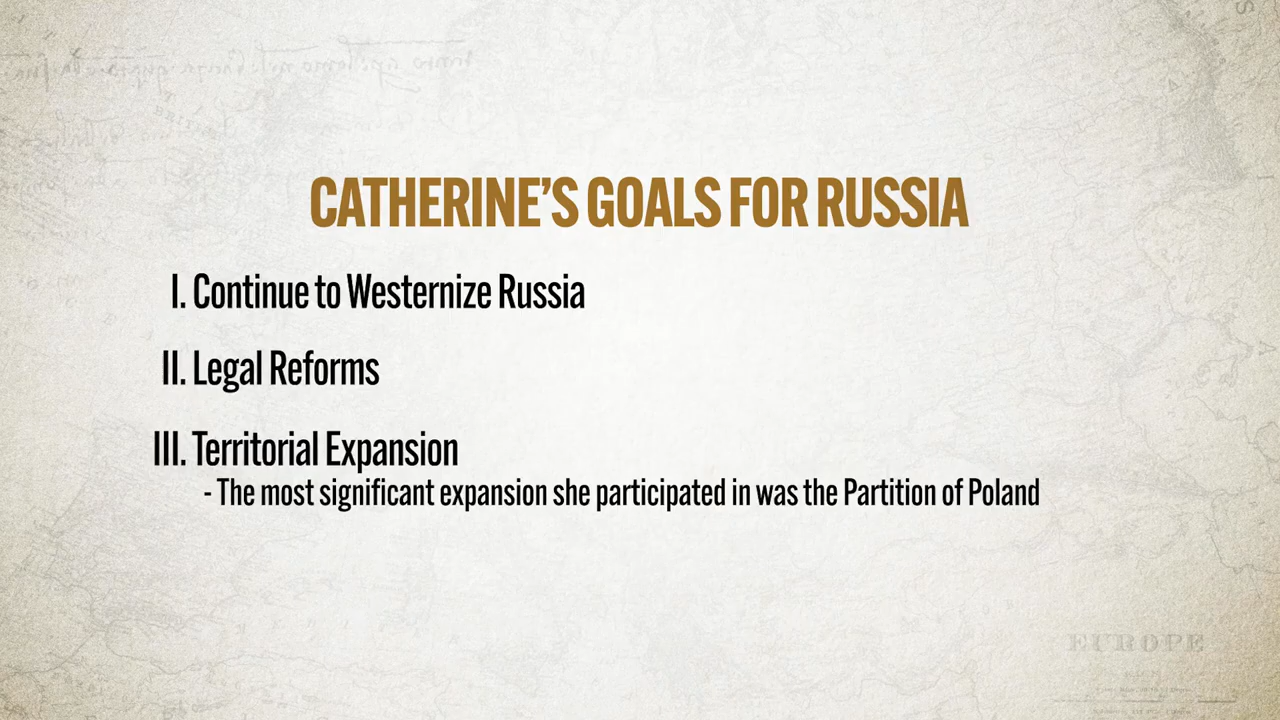 CATHERINE'S GOALS FOR RUSSIA
I. Continue to Westernize Russia
II. Legal Reforms
III. Territorial Expansion
- The most significant expansion she participated in was the Partition of Poland
EUROPE